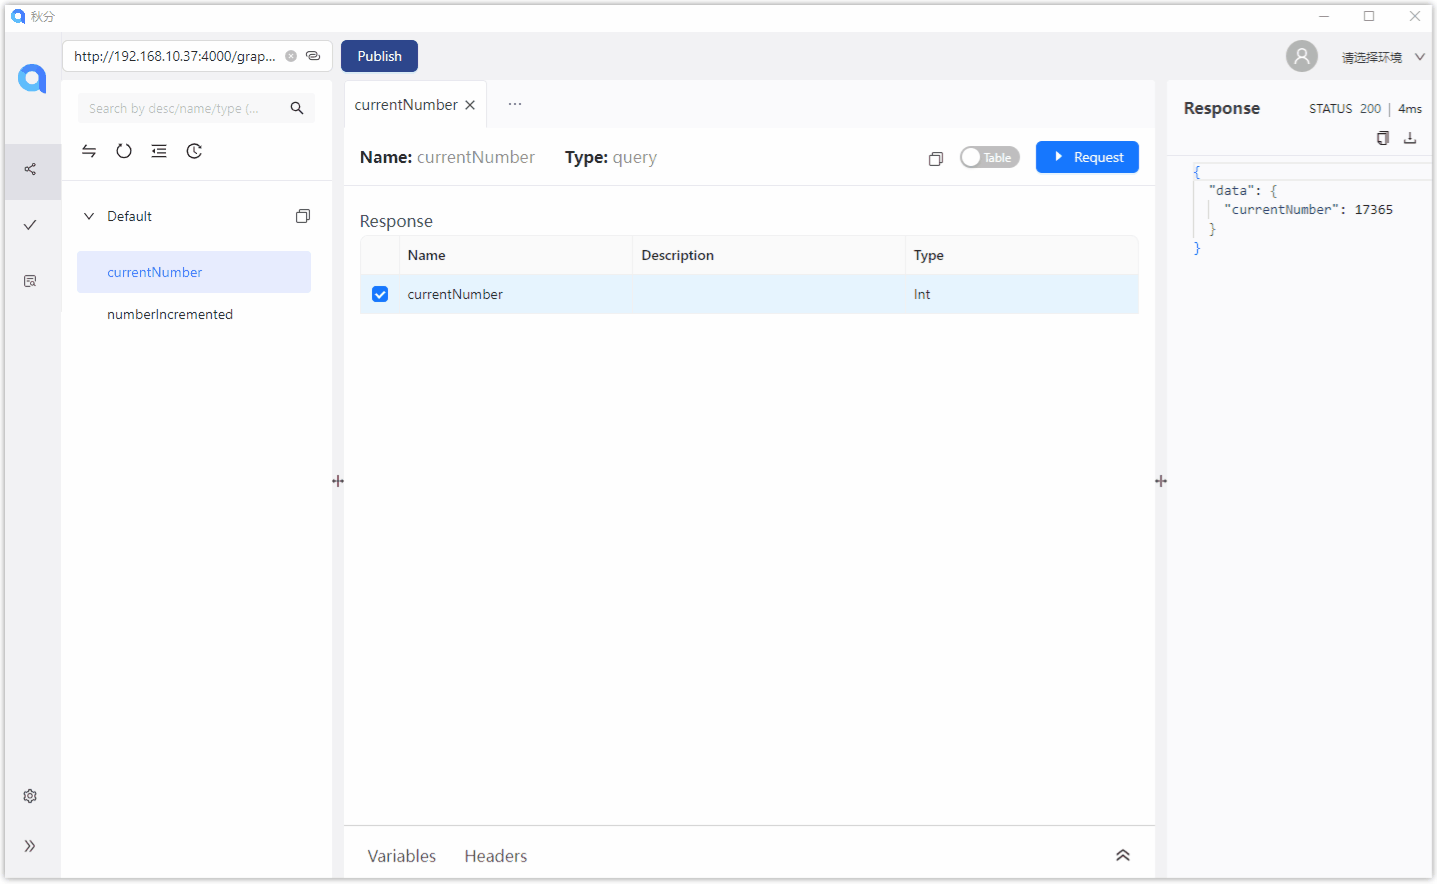 秋分
http://192.168.10.37:4000/grap...
Publish
请选择环境
Search by desc/name/type (...
Default
currentNumber
numberIncremented
currentNumber
...
Name: currentNumber Type: query
Table
Request
Response
Name Description Type
currentNumber Int
Variables Headers
Response STATUS 200 | 4ms
{
"data": {
"currentNumber": 17365
}
}